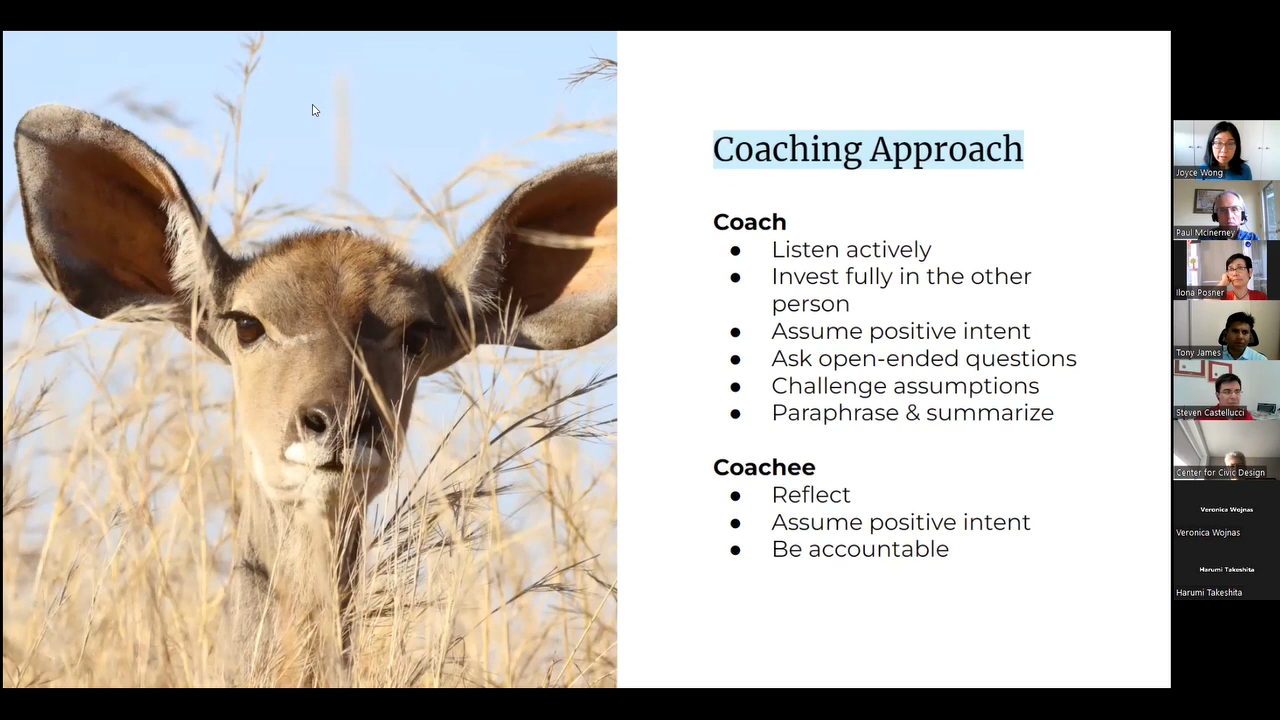 Coaching Approach
Coach
● Listen actively
● Invest fully in the other
person
● Assume positive intent
● Ask open-ended questions
● Challenge assumptions
● Paraphrase & summarize
Coachee
● Reflect
● Assume positive intent
● Be accountable
Joyce Wong
Paul McInerney
Ilona Posner
Tony James
Steven Castellucci
Center for Civic Design
Veronica Wojnas
Veronica Wojnas
Harumi Takeshita
Harumi Takeshita